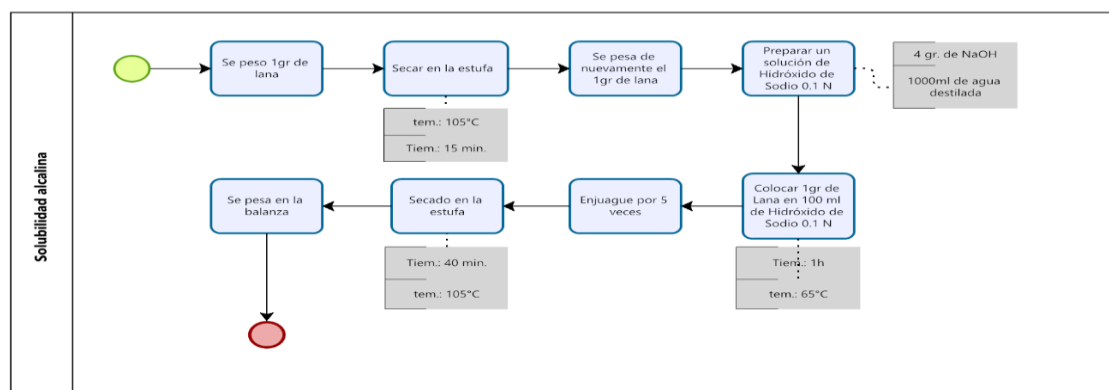 Solubilidad alcalina
Se peso 1gr de
lana
Secar en la estufa
tem.: 105°C
Tiem.: 15 min.
Se pesa de
nuevamente el
1gr de lana
Preparar un
solución de
Hidróxido de
Sodio 0.1 N
4 gr. de NaOH
1000ml de agua
destilada
Colocar 1gr de
Lana en 100 ml
de Hidróxido de
Sodio 0.1 N
Tiem.: 1h
tem.: 65°C
Enjuague por 5
veces
Secado en la
estufa
Tiem.: 40 min.
tem.: 105°C
Se pesa en la
balanza